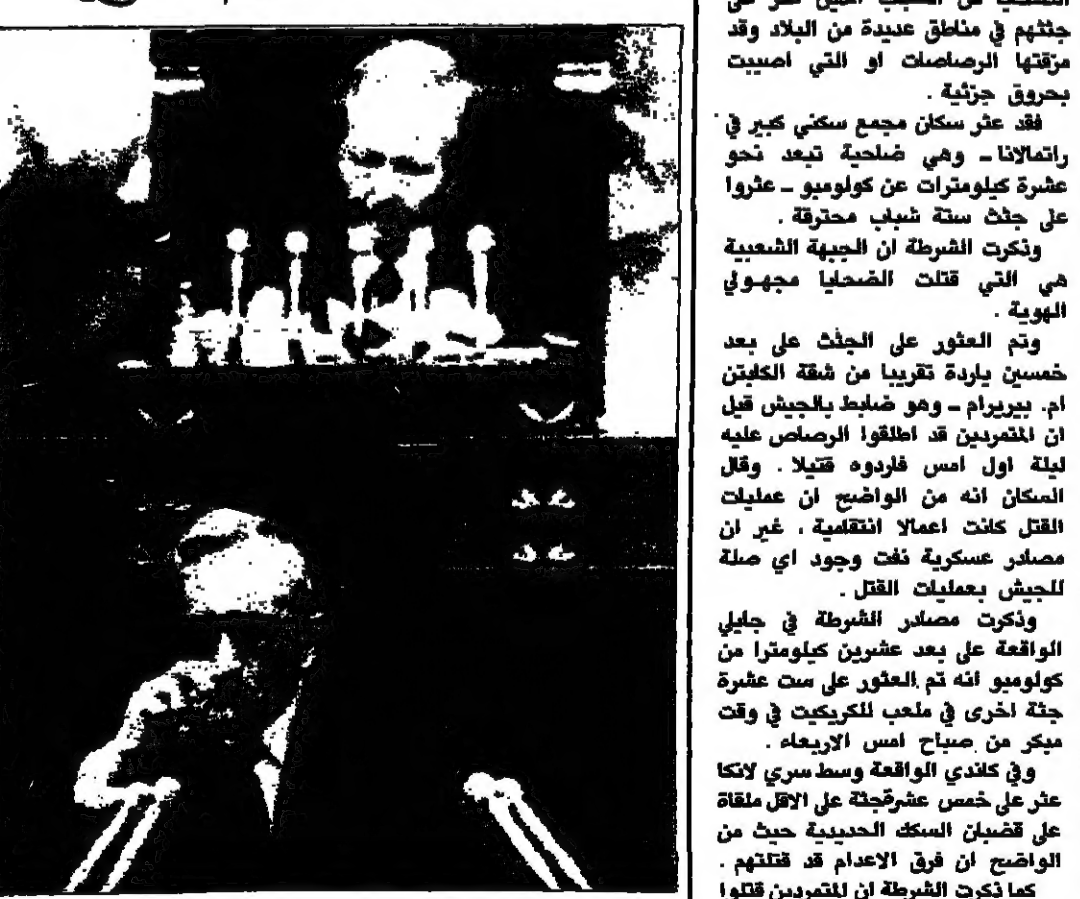 جثثهم في مناطق عديدة من البلاد وقد
مزقتها الرصاصات او التي اصيبت
بحروق جزئية .
فقد عثر سكان مجمع سكني كبير في
راتمالانا ـ وهي ضاحية تبعد نحو
عشرة كيلومترات عن كولومبو ـ عثروا
على جثث ستة شباب محترقة .
وذكرت الشرطة ان الجبهة الشعبية
هي التي قتلت الضحايا مجهولي
الهوية .
وتم العثور على الجثث على بعد
خمسين ياردة تقريبا من شقة الكابتن
ام. بيريرام ـ وهو ضابط بالجيش قيل
ان المتمردين قد اطلقوا الرصاص عليه
ليلة اول امس فاردوه قتيلا . وقال
السكان انه من الواضح ان عمليات
القتل كانت اعمالا انتقامية ، غير ان
مصادر عسكرية نفت وجود اي صلة
للجيش بعمليات القتل .
وذكرت مصادر الشرطة في جايلي
الواقعة على بعد عشرين كيلومترا من
كولومبو انه تم العثور على ست عشرة
جثة اخرى في ملعب للكريكيت في وقت
مبكر من صباح امس الاربعاء .
وفي كاندي الواقعة وسط سري لانكا
عثر على خمس عشرة جثة على الاقل ملقاة
على قضبان السكك الحديدية حيث من
الواضح ان فرق الاعدام قد قتلتهم .
كما ذكرت الشرطة ان المتمردين قتلوا